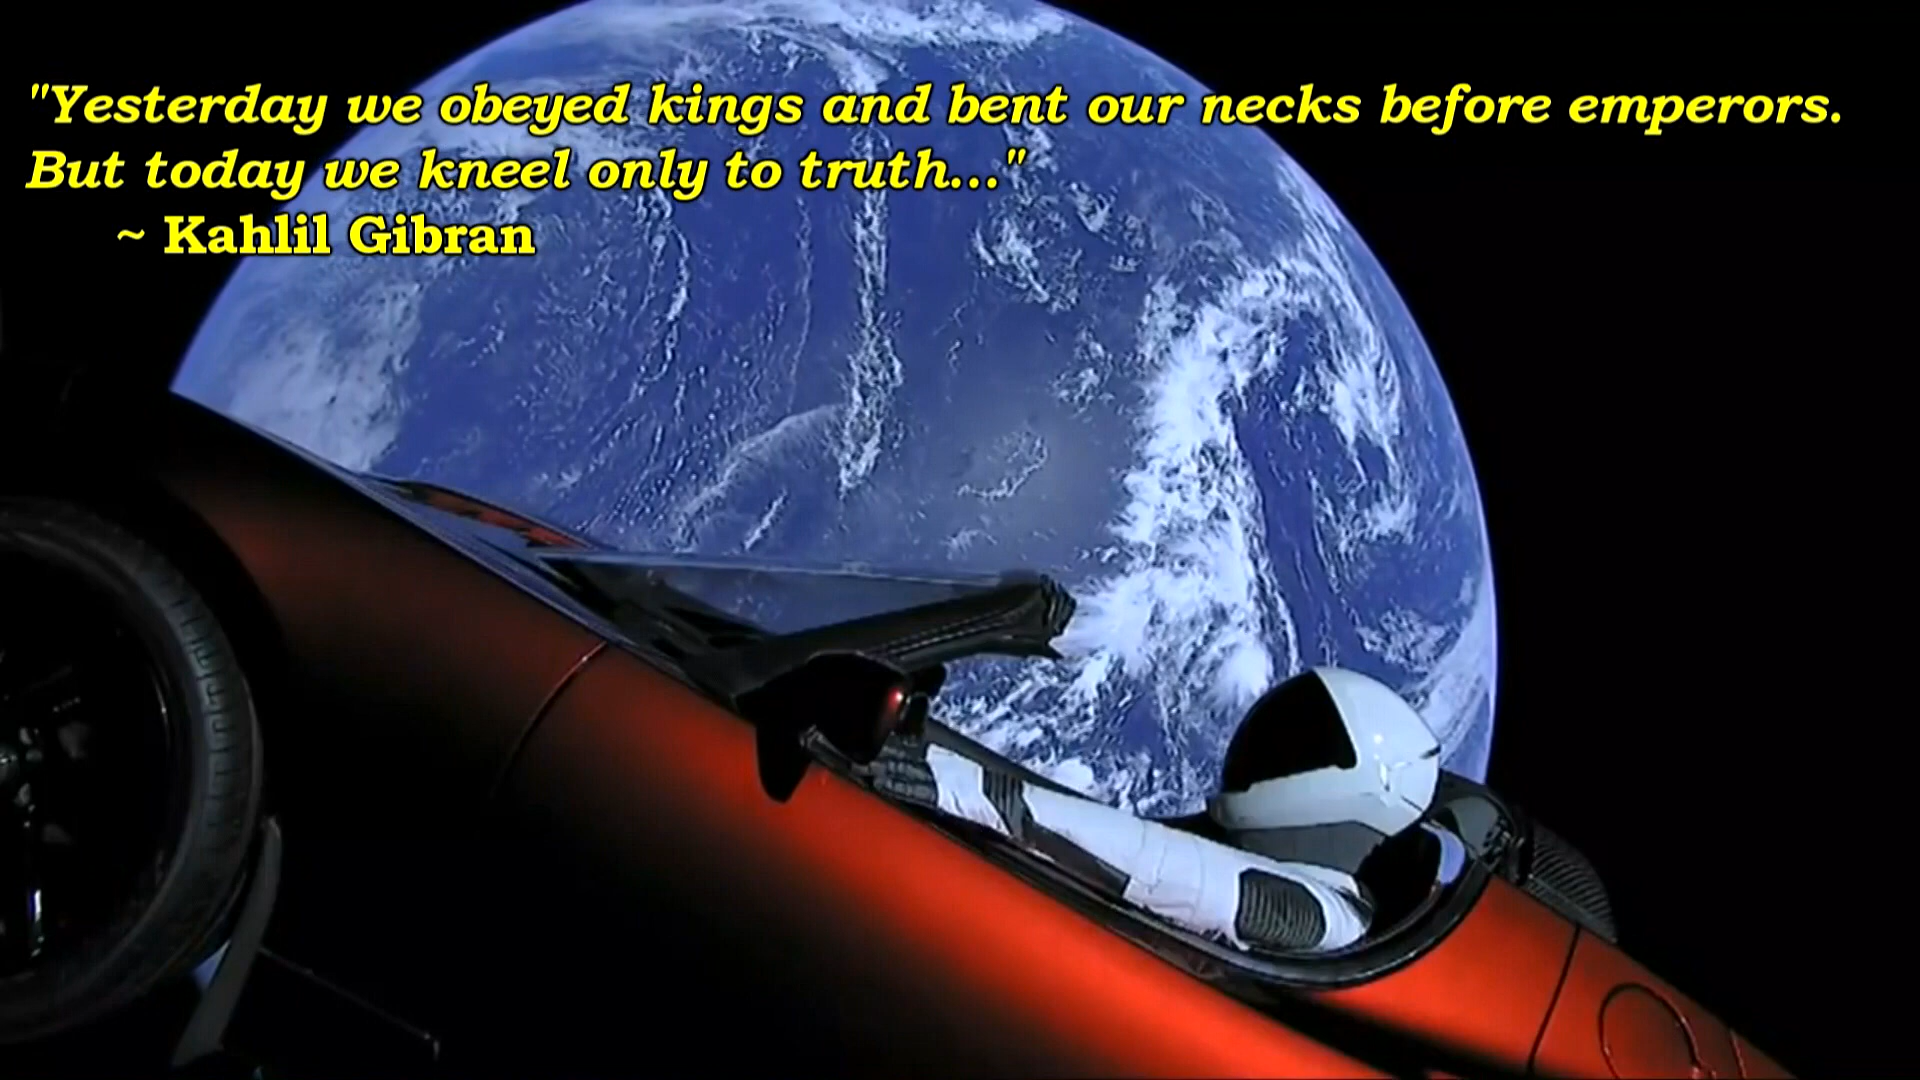 "Yesterday we obeyed kings and bent our necks before emperors.
But today we kneel only to truth..."
~ Kahlil Gibran